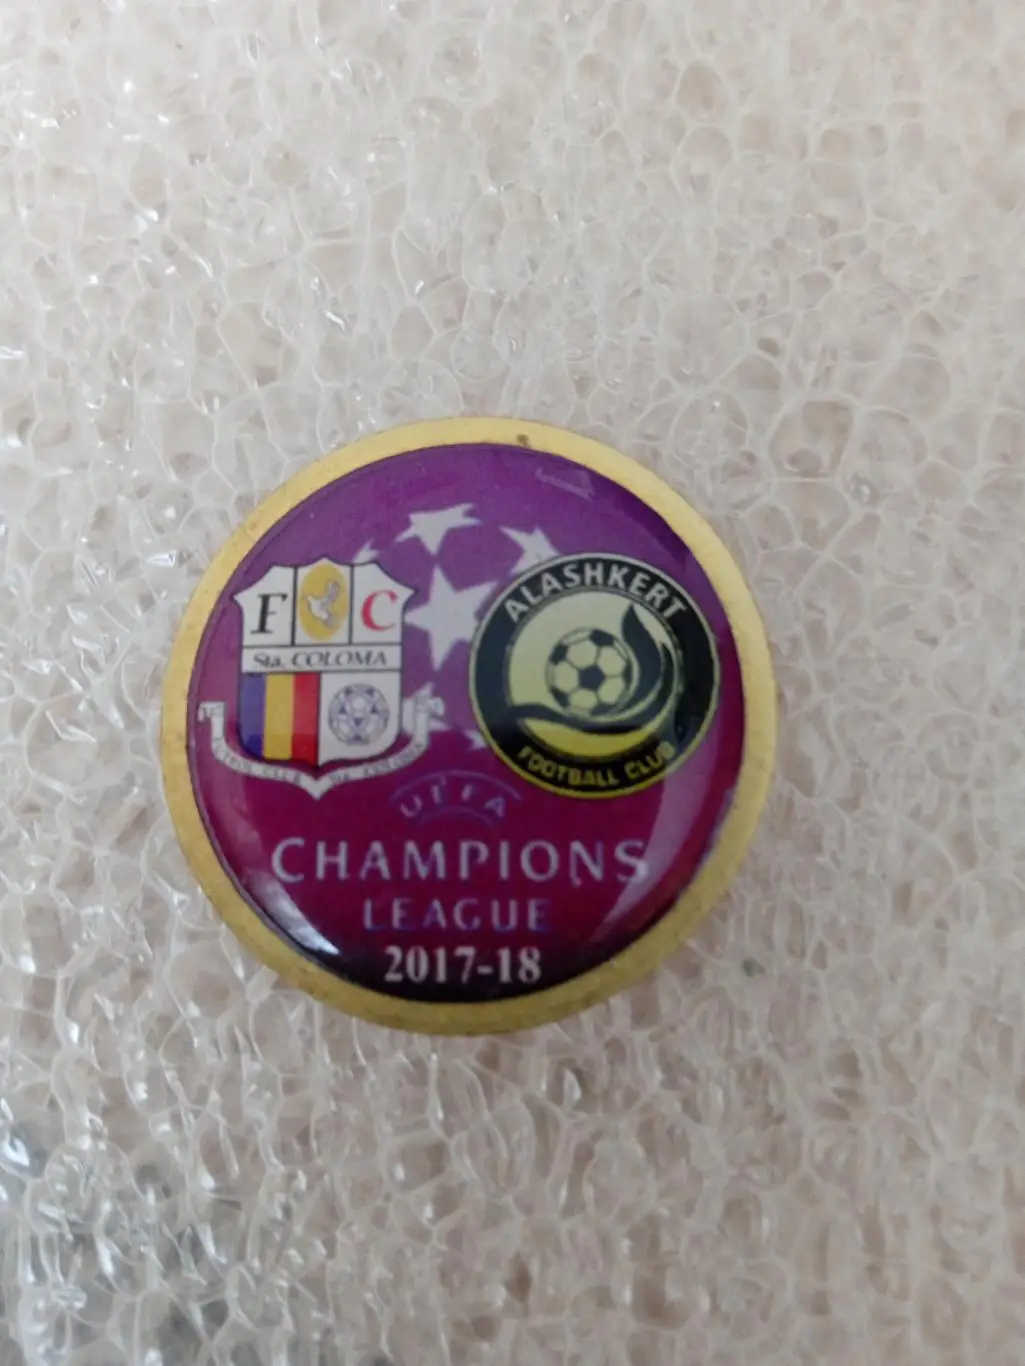 F C
Sta. COLOMA
ALASHKERT
FOOTBALL CLUB
UEFA
CHAMPIONS
LEAGUE
2017-18